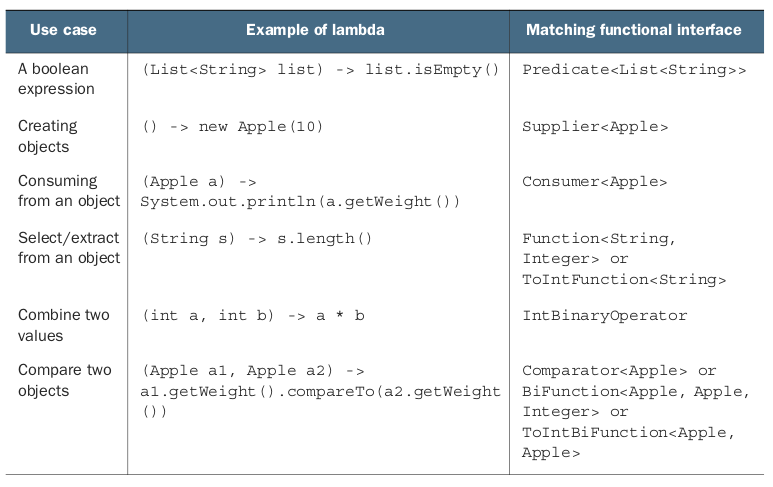 Use case Example of lambda Matching functional interface
A boolean (List<String> list) -> list.isEmpty() Predicate<List<String>>
expression
Creating () -> new Apple(10) Supplier<Apple>
objects
Consuming (Apple a) -> Consumer<Apple>
from an object System.out.println(a.getWeight())
Select/extract (String s) -> s.length() Function<String,
from an object Integer> or
ToIntFunction<String>
Combine two (int a, int b) -> a * b IntBinaryOperator
values
Compare two (Apple a1, Apple a2) -> Comparator<Apple> or
objects a1.getWeight().compareTo(a2.getWeight BiFunction<Apple, Apple,
()) Integer> or
ToIntBiFunction<Apple,
Apple>